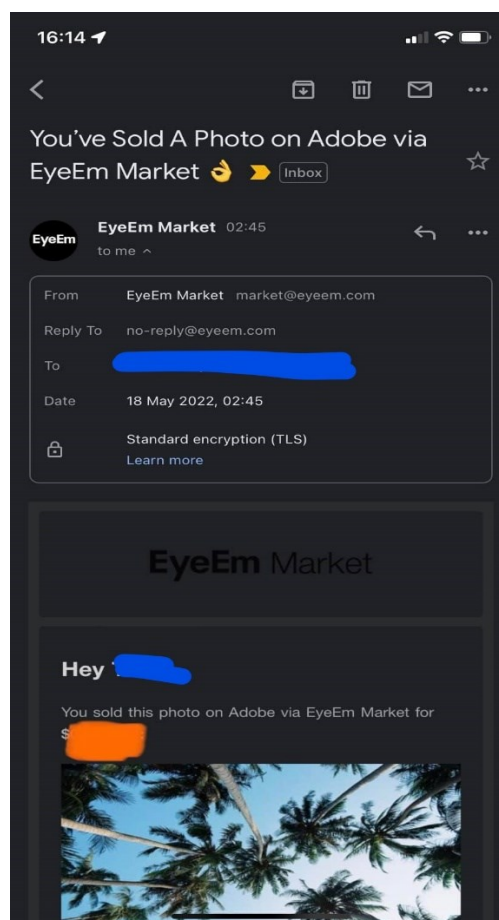 16:14
You've Sold A Photo on Adobe via
EyeEm Market 👌 Inbox
EyeEm
EyeEm Market 02:45
to me
From EyeEm Market market@eyeem.com
Reply To no-reply@eyeem.com
To
Date 18 May 2022, 02:45
Standard encryption (TLS)
Learn more
EyeEm Market
Hey
You sold this photo on Adobe via EyeEm Market for
$